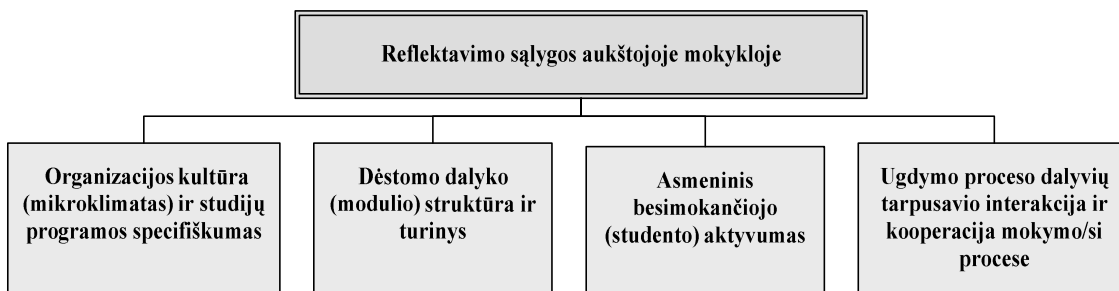 Reflektavimo sąlygos aukštojoje mokykloje
Organizacijos kultūra
(mikroklimatas) ir studijų
programos specifiškumas
Dėstomo dalyko
(modulio) struktūra ir
turinys
Asmeninis
besimokančiojo
(studento) aktyvumas
Ugdymo proceso dalyvių
tarpusavio interakcija ir
kooperacija mokymo/si
procese